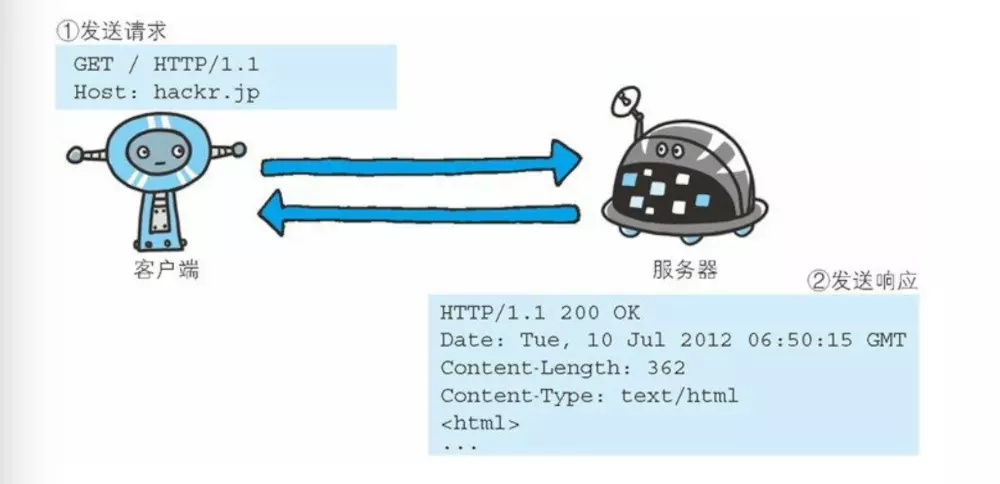 ①发送请求
GET / HTTP/1.1
Host: hackr.jp
客户端
服务器
②发送响应
HTTP/1.1 200 OK
Date: Tue, 10 Jul 2012 06:50:15 GMT
Content-Length: 362
Content-Type: text/html
<html>
...